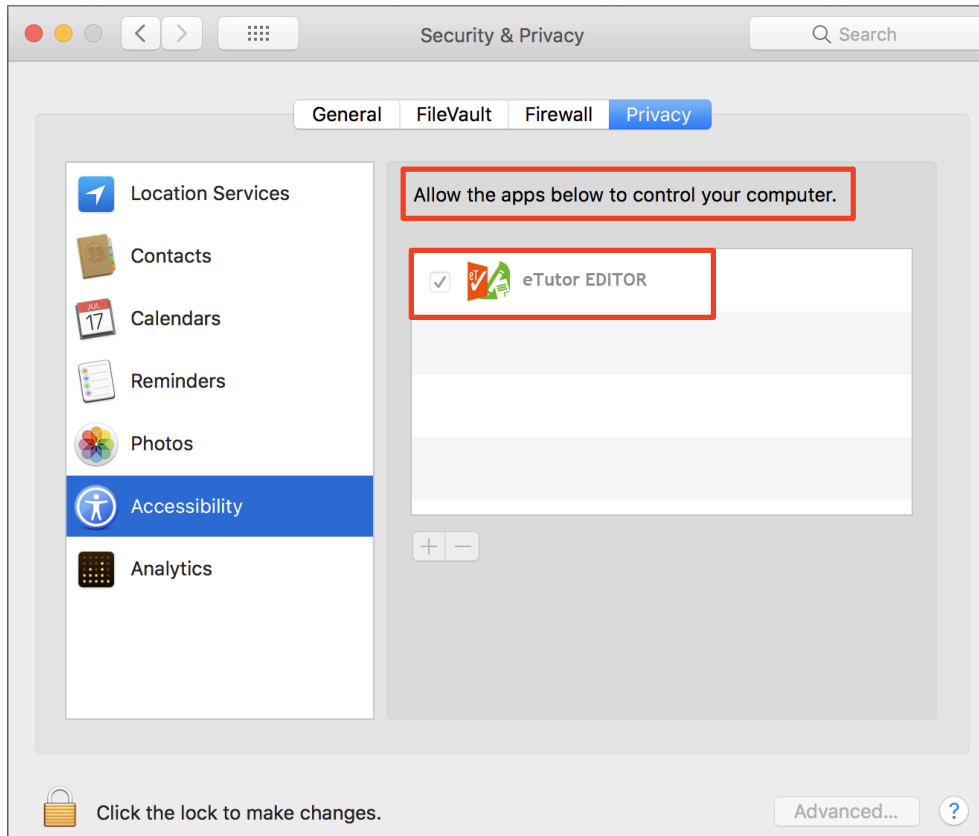 Security & Privacy
Search
General
FileVault
Firewall
Privacy
Location Services
Contacts
JUL
17
Calendars
Reminders
Photos
Accessibility
Analytics
Allow the apps below to control your computer.
eT
eTutor EDITOR
Click the lock to make changes.
Advanced...
?